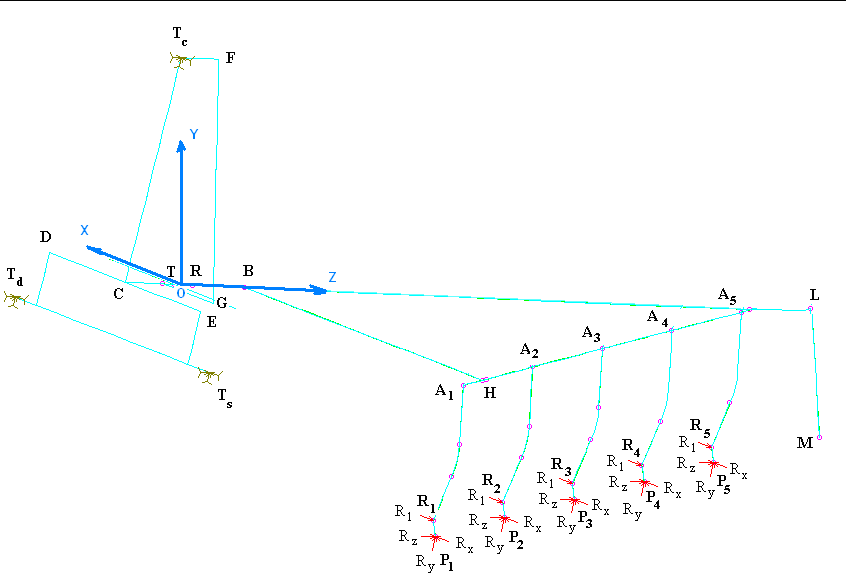 Tc
F
Y
D
X
Td
T R B Z
C O G
E
A5 L
A4
A3
A2
A1 H
Ts
M
R5
R1
Rz Rx
Ry P5
R4
R1
Rz Rx
Ry P4
R3
R1
Rz Rx
Ry P3
R2
R1
Rz Rx
Ry P2
R1
R1
Rz Rx
Ry P1